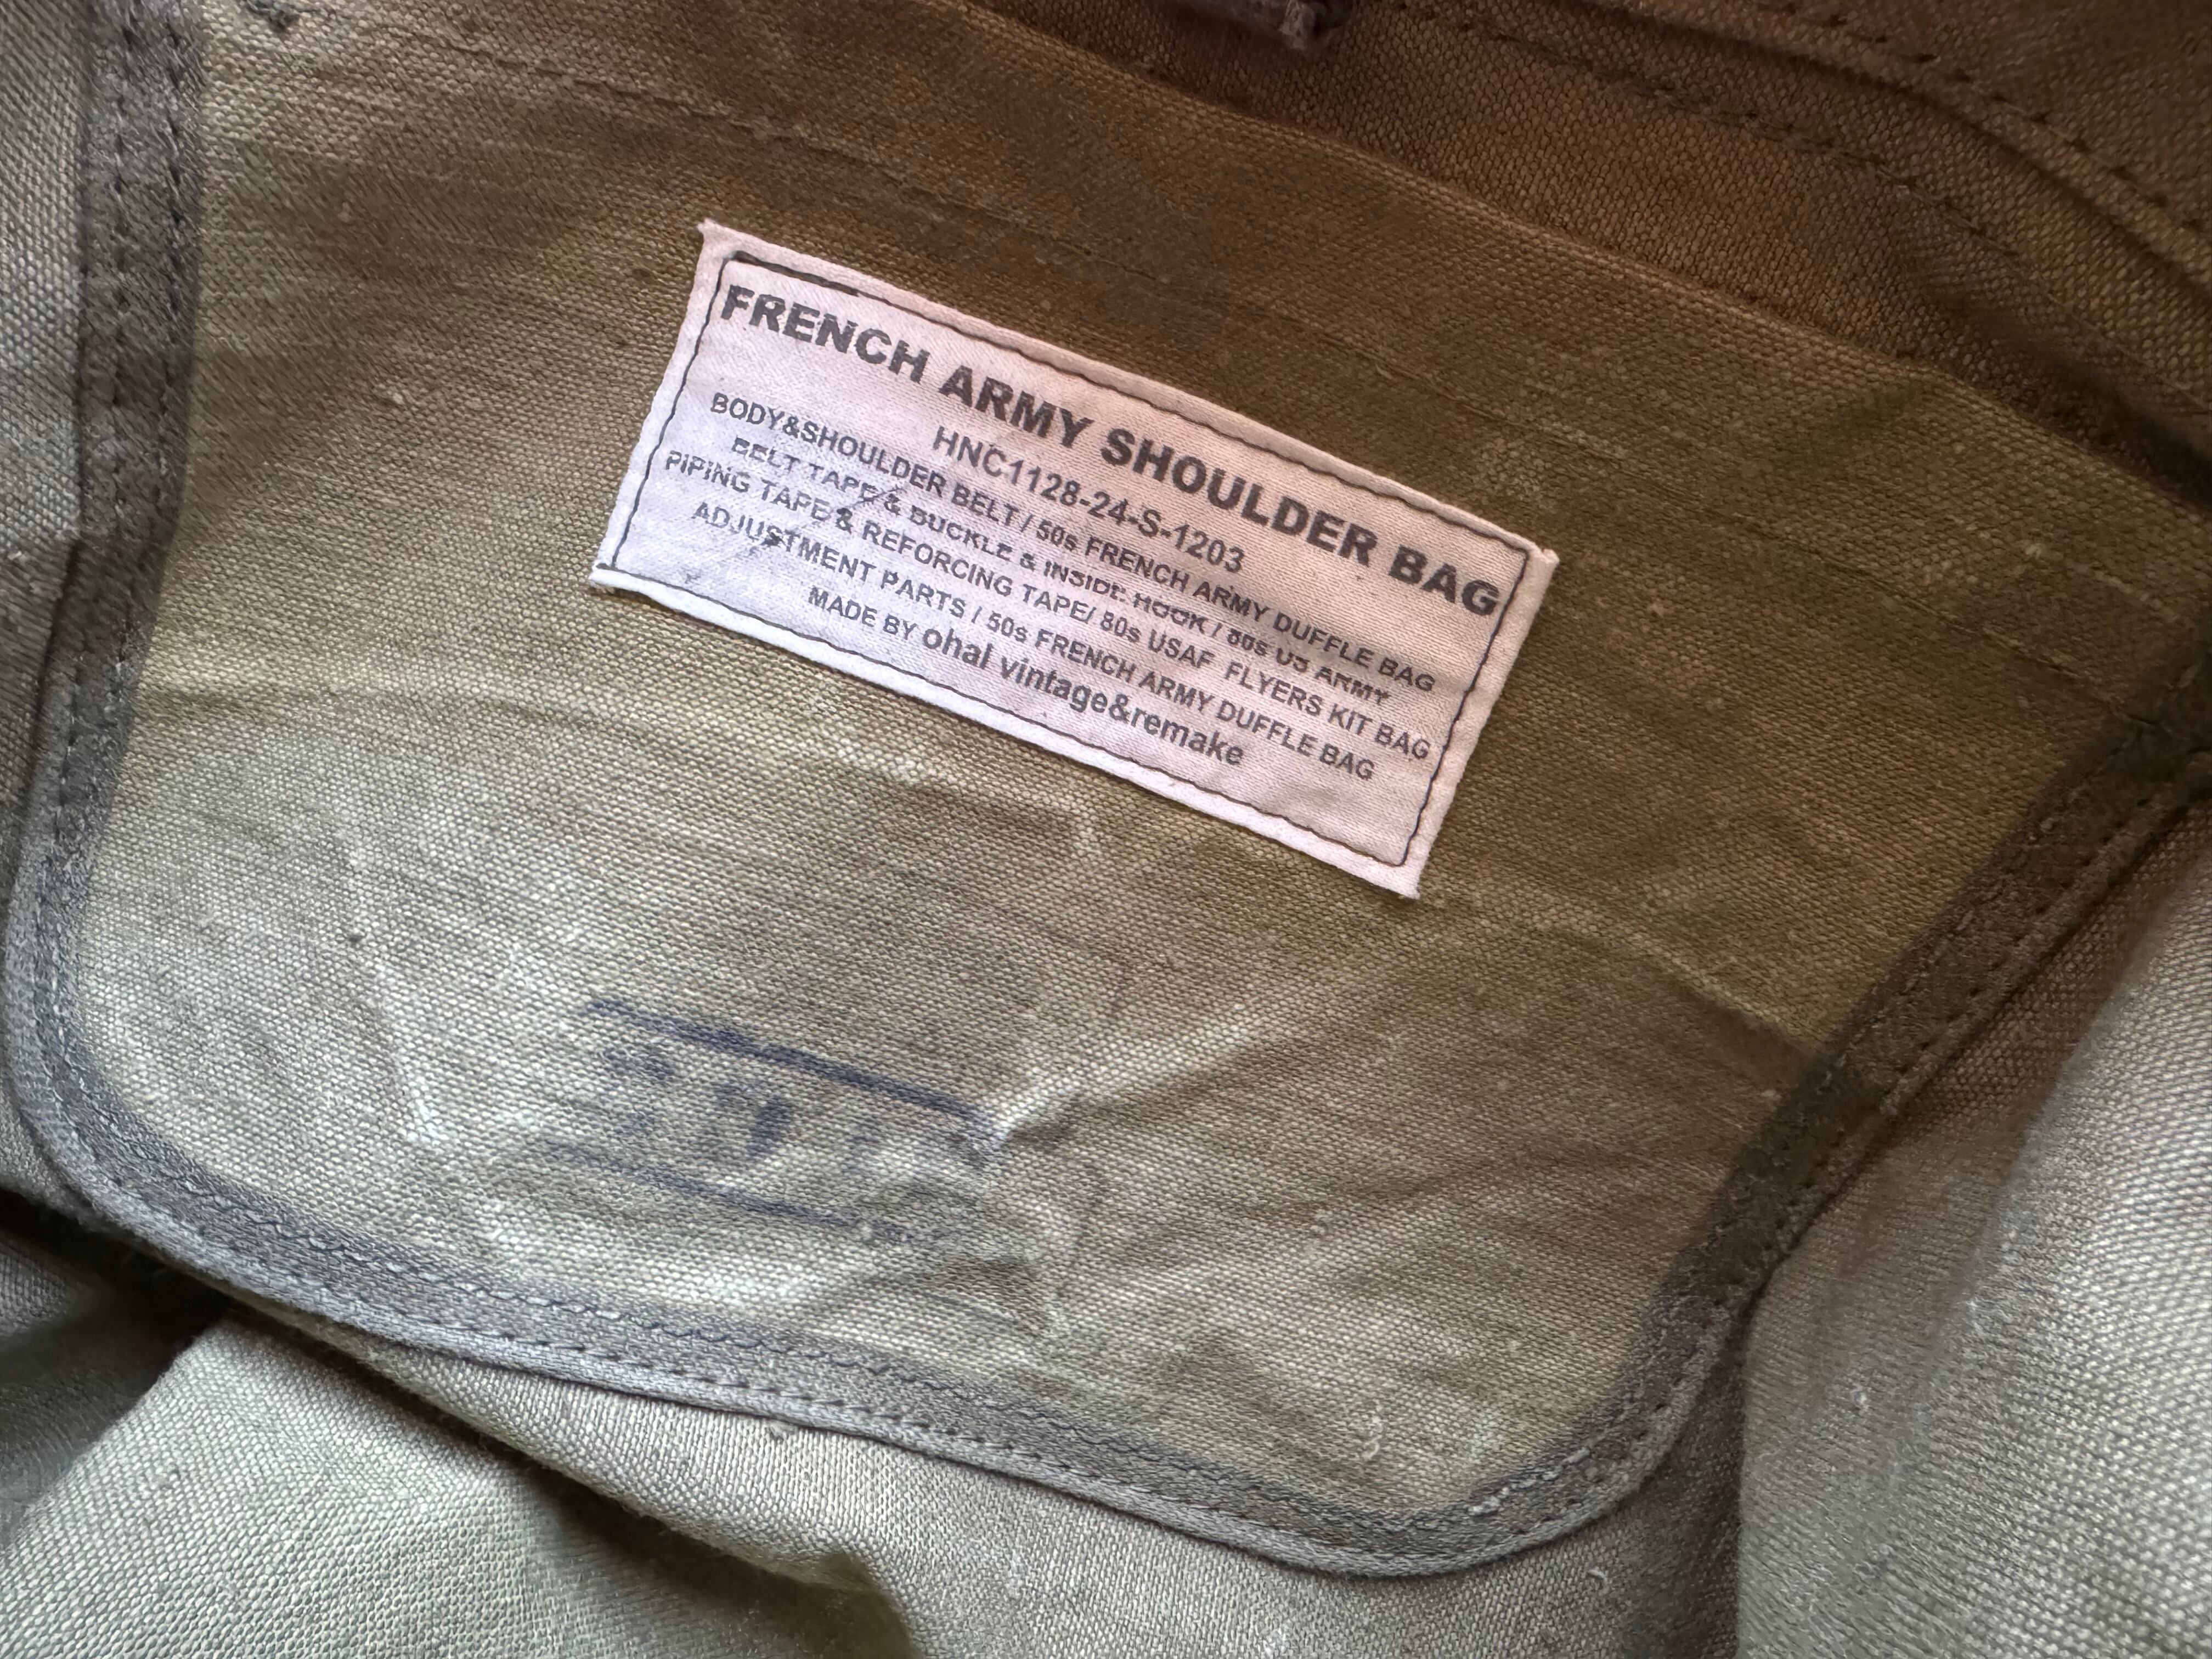 FRENCH ARMY SHOULDER BAG
HNC1128-24-S-1203
BODY&SHOULDER BELT / 50s FRENCH ARMY DUFFLE BAG
BELT TAPE & BUCKLE & INSIDE HOOK / 80s US ARMY
PIPING TAPE & REFORCING TAPE/ 80s USAF FLYERS KIT BAG
ADJUSTMENT PARTS / 50s FRENCH ARMY DUFFLE BAG
MADE BY ohal vintage&remake